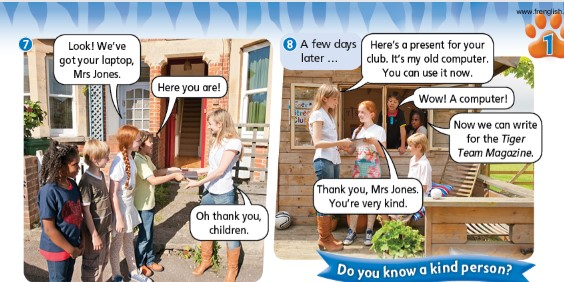 www.frenglish.
1
7
Look! We've
got your laptop,
Mrs Jones.
Here you are!
Oh thank you,
children.
8 A few days
later ...
Here's a present for your
club. It's my old computer.
You can use it now.
Wow! A computer!
Now we can write
for the Tiger
Team Magazine.
Thank you, Mrs Jones.
You're very kind.
Do you know a kind person?